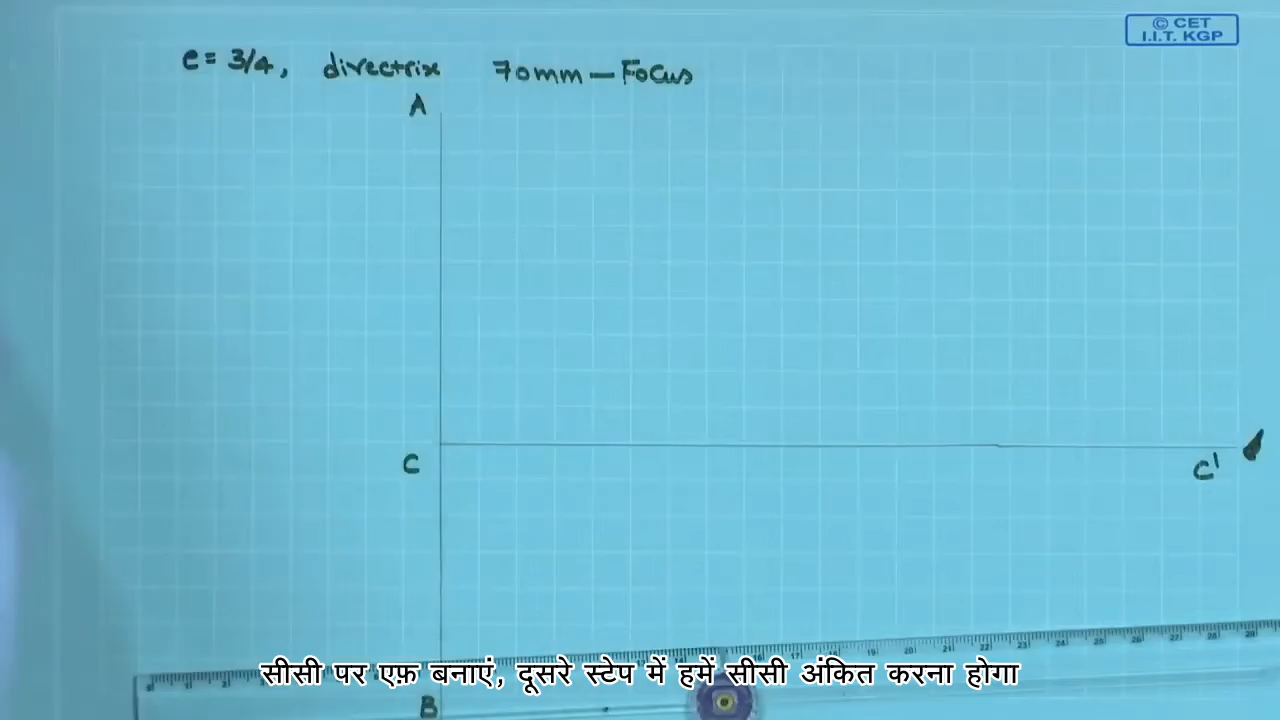 © CET
I.I.T. KGP
e = 3/4, directrix 70mm — Focus
A
C
C'
सीसी पर एफ़ बनाएं, दूसरे स्टेप में हमें सीसी अंकित करना होगा
B